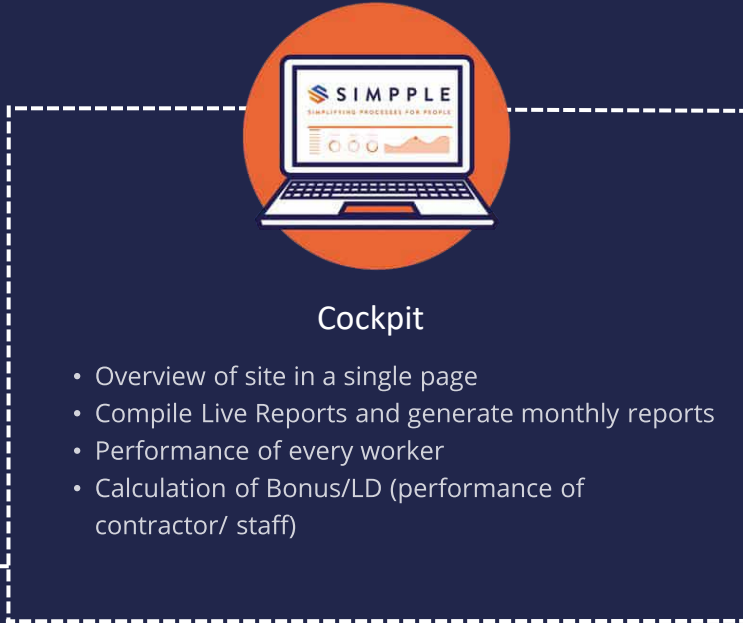 SIMPPLE
SIMPLIFYING PROCESSES FOR PEOPLE
Cockpit
• Overview of site in a single page
• Compile Live Reports and generate monthly reports
• Performance of every worker
• Calculation of Bonus/LD (performance of
contractor/ staff)